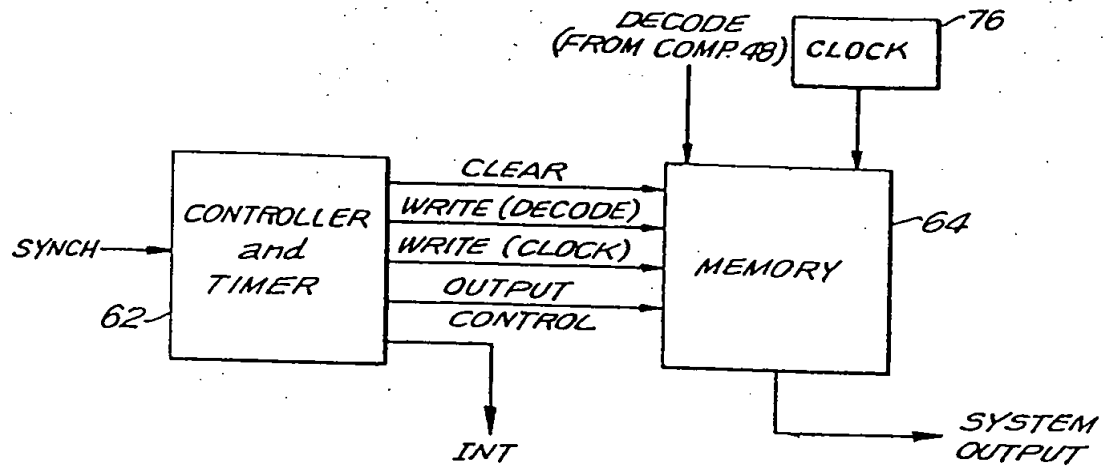 DECODE
(FROM COMP. 48)
CLOCK
76
CLEAR
WRITE (DECODE)
WRITE (CLOCK)
OUTPUT
CONTROL
SYNCH
CONTROLLER
and
TIMER
62
MEMORY
64
INT
SYSTEM
OUTPUT